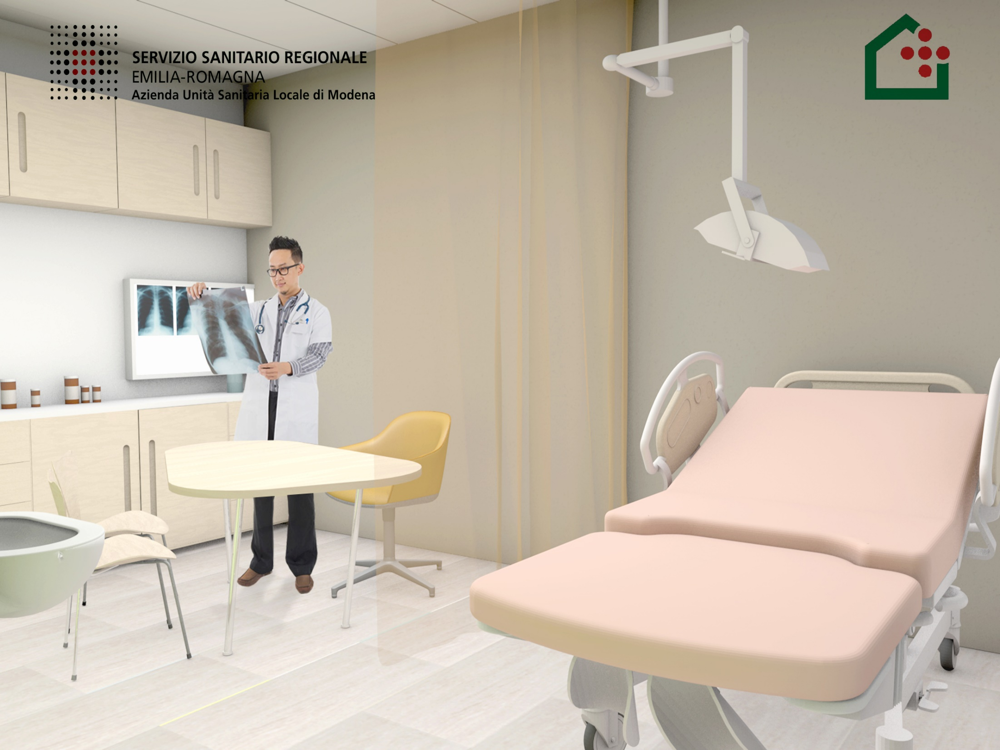 SERVIZIO SANITARIO REGIONALE
EMILIA-ROMAGNA
Azienda Unità Sanitaria Locale di Modena